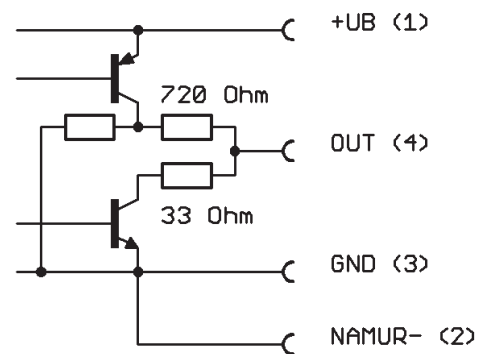 +UB (1)
720 Ohm
OUT (4)
33 Ohm
GND (3)
NAMUR- (2)